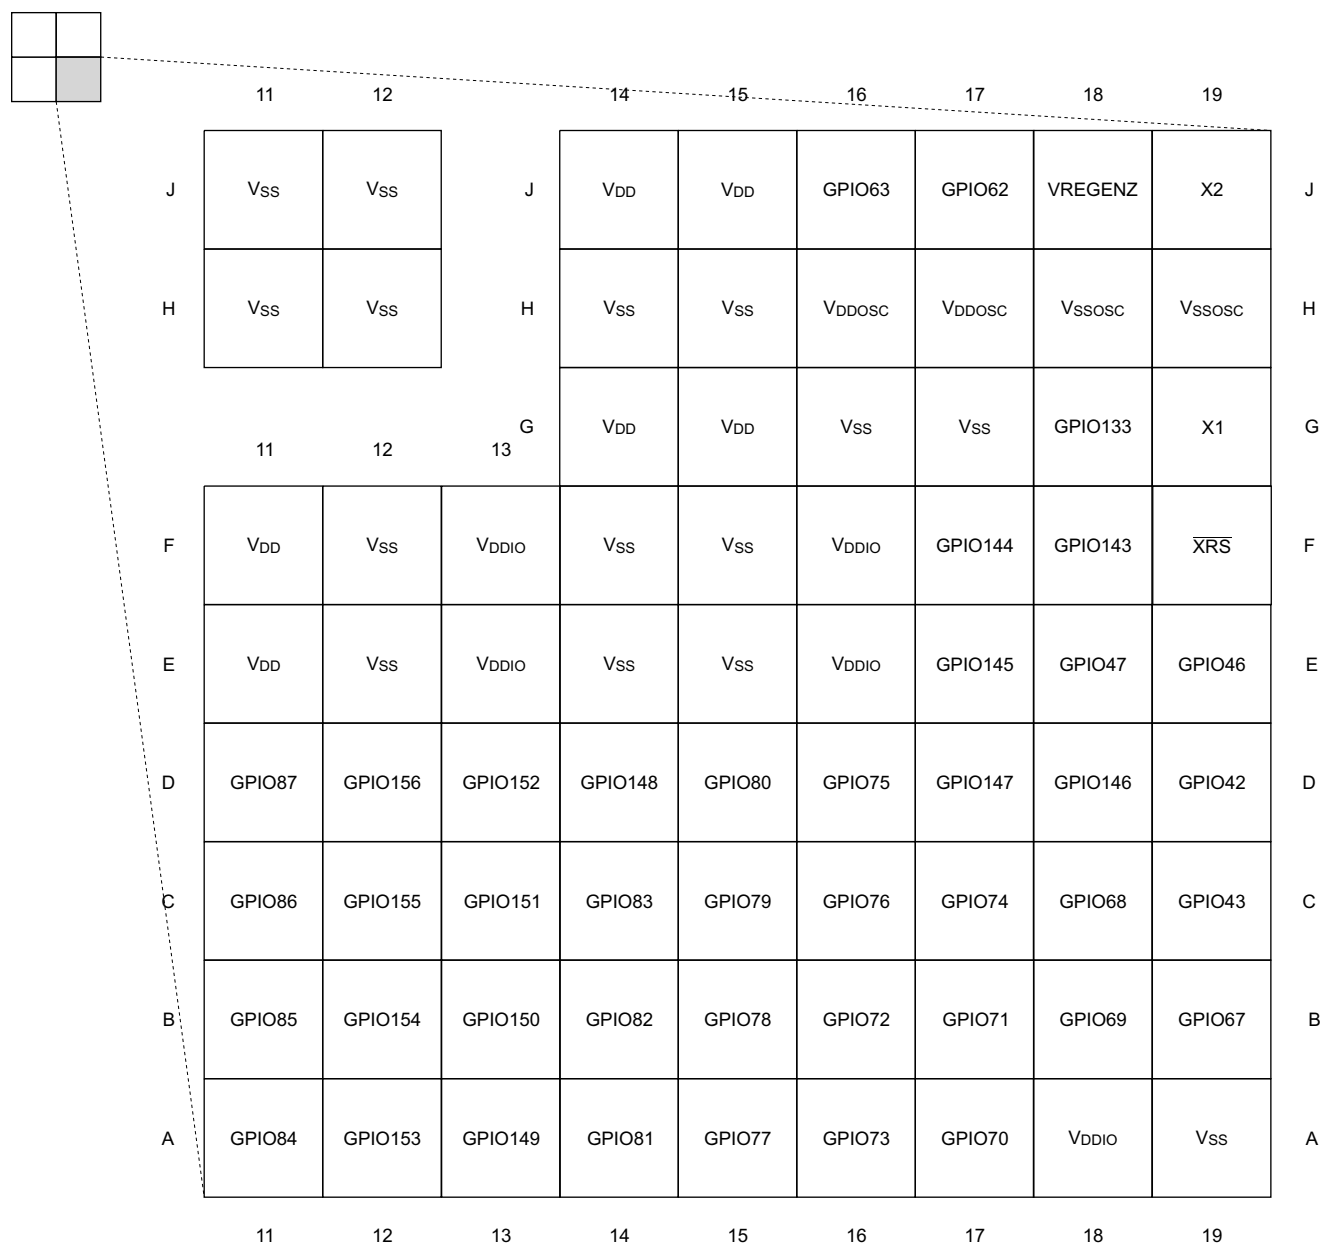 11 12 14 15 16 17 18 19
J VSS VSS J VDD VDD GPIO63 GPIO62 VREGENZ X2 J
H VSS VSS H VSS VSS VDDOSC VDDOSC VSSOSC VSSOSC H
G VDD VDD VSS VSS GPIO133 X1 G
11 12 13
F VDD VSS VDDIO VSS VSS VDDIO GPIO144 GPIO143 XRS F
E VDD VSS VDDIO VSS VSS VDDIO GPIO145 GPIO47 GPIO46 E
D GPIO87 GPIO156 GPIO152 GPIO148 GPIO80 GPIO75 GPIO147 GPIO146 GPIO42 D
C GPIO86 GPIO155 GPIO151 GPIO83 GPIO79 GPIO76 GPIO74 GPIO68 GPIO43 C
B GPIO85 GPIO154 GPIO150 GPIO82 GPIO78 GPIO72 GPIO71 GPIO69 GPIO67 B
A GPIO84 GPIO153 GPIO149 GPIO81 GPIO77 GPIO73 GPIO70 VDDIO VSS A
11 12 13 14 15 16 17 18 19